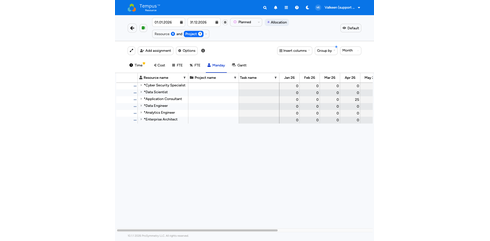 Tempus
Resource
Valkeen Support ...
01.01.2026 31.12.2026 Planned Allocation
Resource and Project Default
Add assignment Options Insert columns Group by Month
Time Cost FTE % FTE Manday Gantt
Resource name Project name Task name Jan 26 Feb 26 Mar 26 Apr 26 May
*Cyber Security Specialist 0 0 0 0
*Data Scientist 0 0 0 0
*Application Consultant 0 0 0 20
*Data Engineer 0 0 0 0
*Analytics Engineer 0 0 0 0
*Enterprise Architect 0 0 0 0